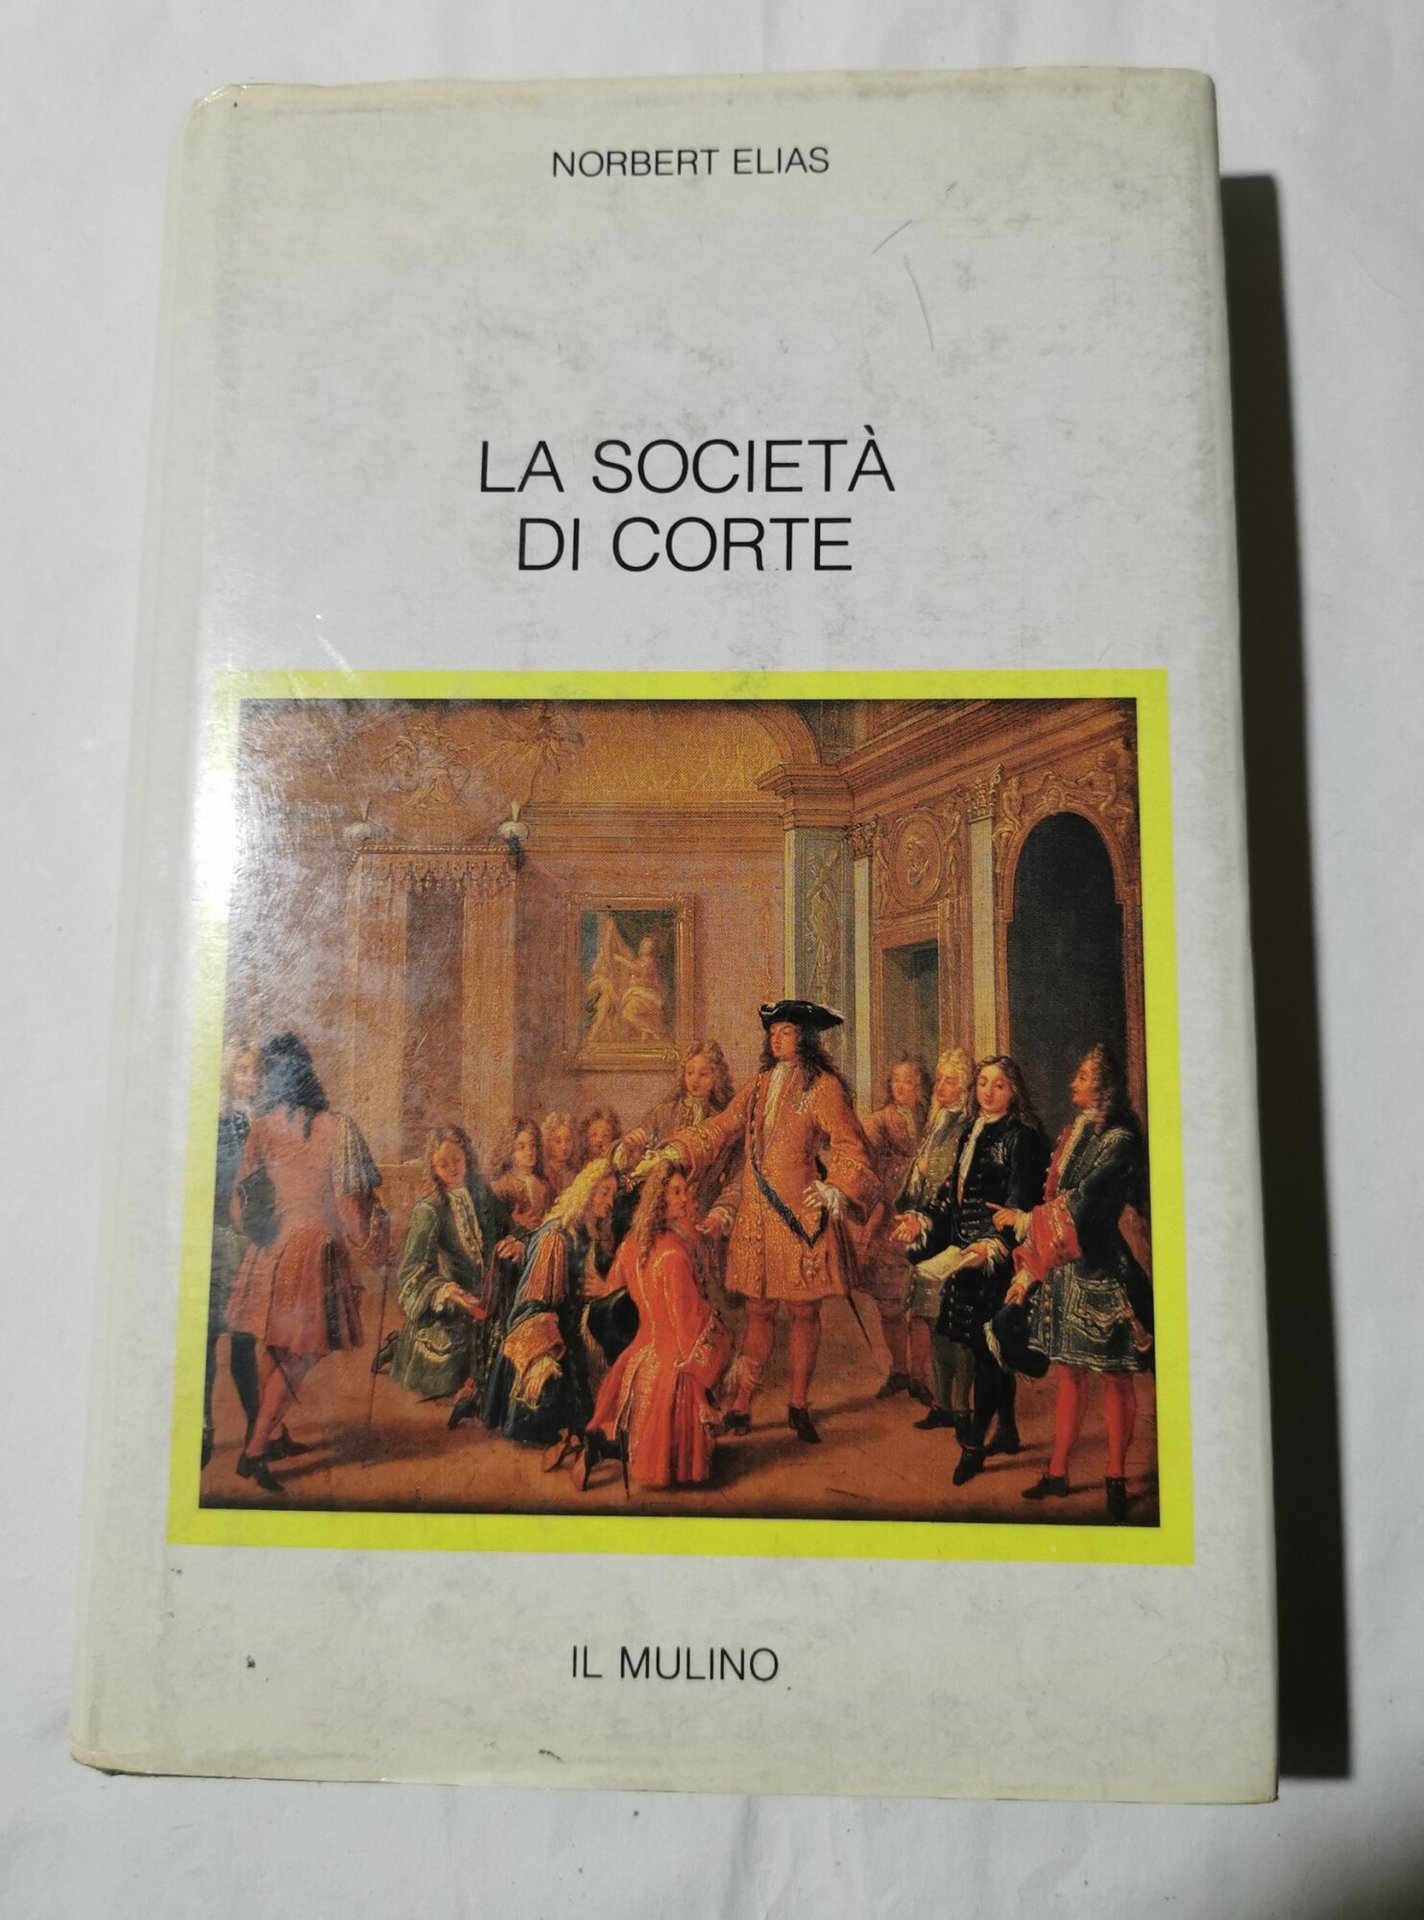 NORBERT ELIAS
LA SOCIETÀ
DI CORTE
IL MULINO